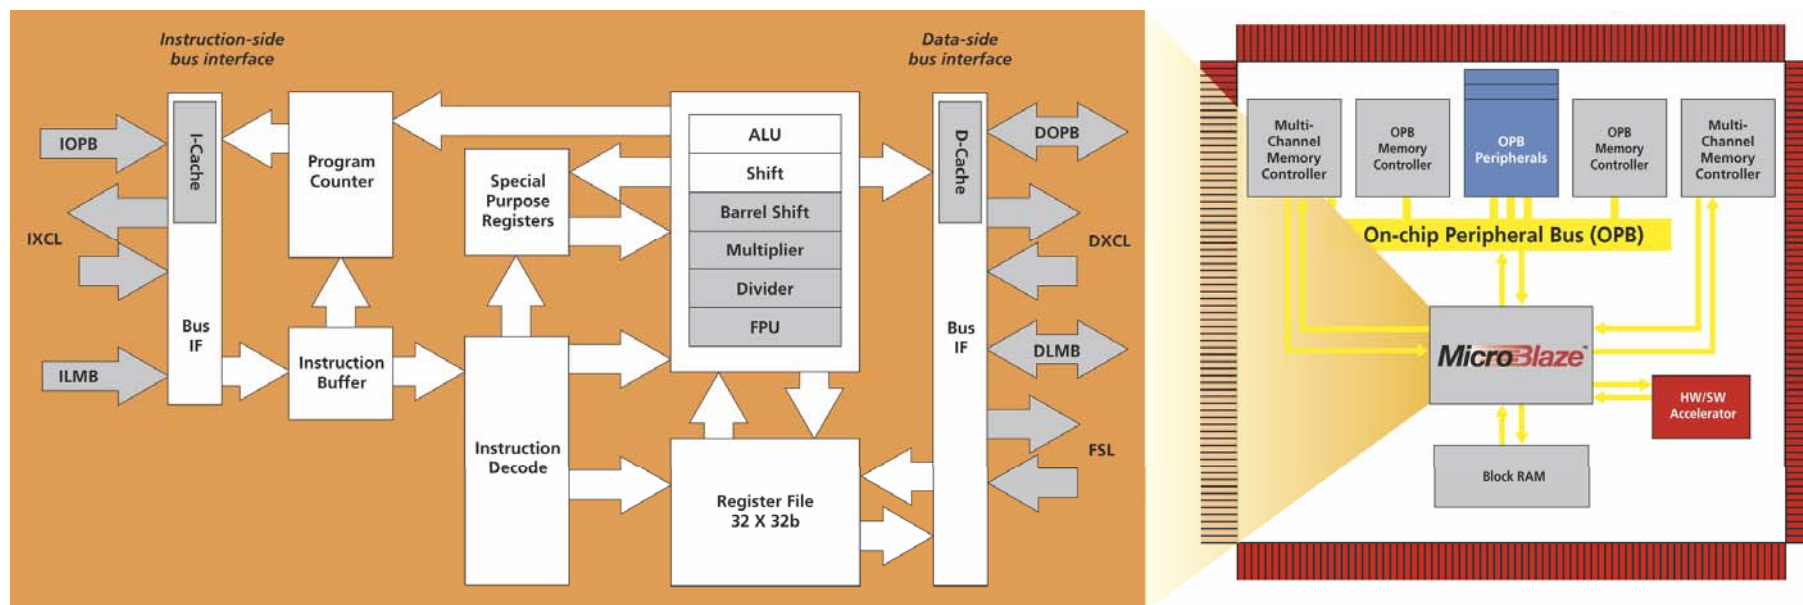 Instruction-side
bus interface
Data-side
bus interface
IOPB
IXCL
ILMB
I-Cache
Bus
IF
Program
Counter
Instruction
Buffer
Special
Purpose
Registers
Instruction
Decode
ALU
Shift
Barrel Shift
Multiplier
Divider
FPU
Register File
32 X 32b
D-Cache
Bus
IF
DOPB
DXCL
DLMB
FSL
Multi-
Channel
Memory
Controller
OPB
Memory
Controller
OPB
Peripherals
OPB
Memory
Controller
Multi-
Channel
Memory
Controller
On-chip Peripheral Bus (OPB)
MicroBlaze™
HW/SW
Accelerator
Block RAM